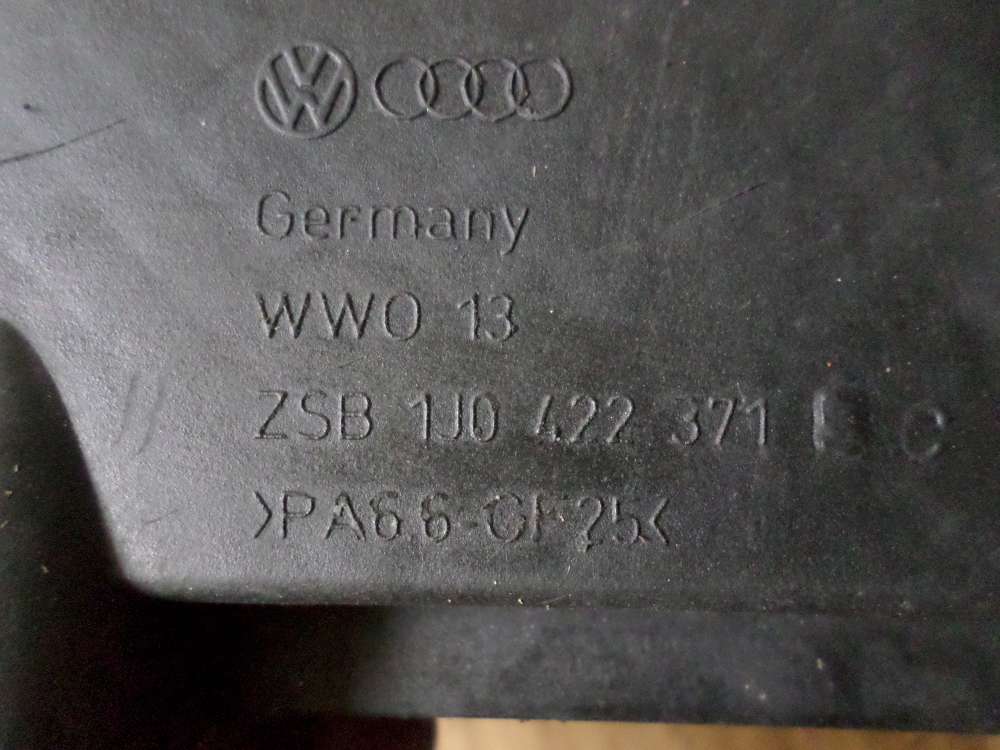 Germany
WWO 13
ZSB 1J0 422 371 C
>PA6.6-GF25<